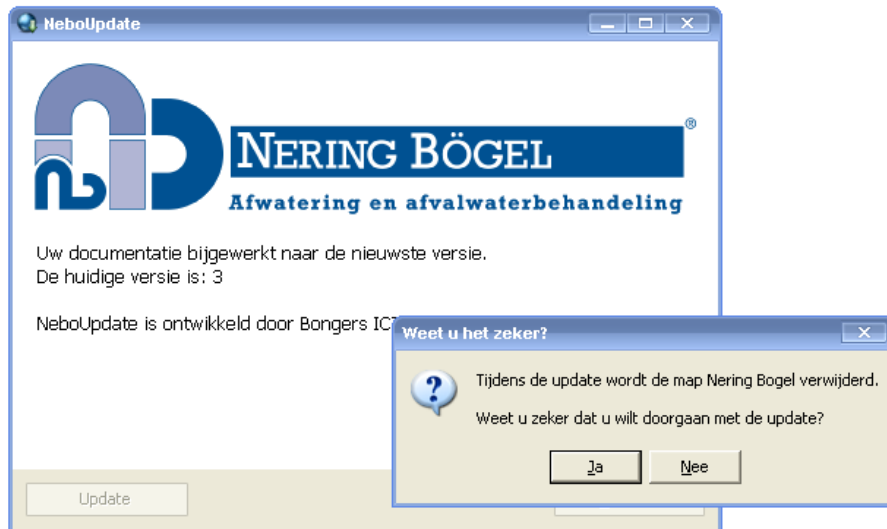 NeboUpdate
NERING BÖGEL®
Afwatering en afvalwaterbehandeling
Uw documentatie bijgewerkt naar de nieuwste versie.
De huidige versie is: 3
NeboUpdate is ontwikkeld door Bongers
Weet u het zeker?
Tijdens de update wordt de map Nering Bogel verwijderd.
Weet u zeker dat u wilt doorgaan met de update?
Ja
Nee
Update